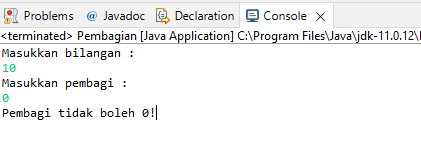 Problems @ Javadoc Declaration Console
<terminated> Pembagian [Java Application] C:\Program Files\Java\jdk-11.0.12\
Masukkan bilangan :
10
Masukkan pembagi :
0
Pembagi tidak boleh 0!